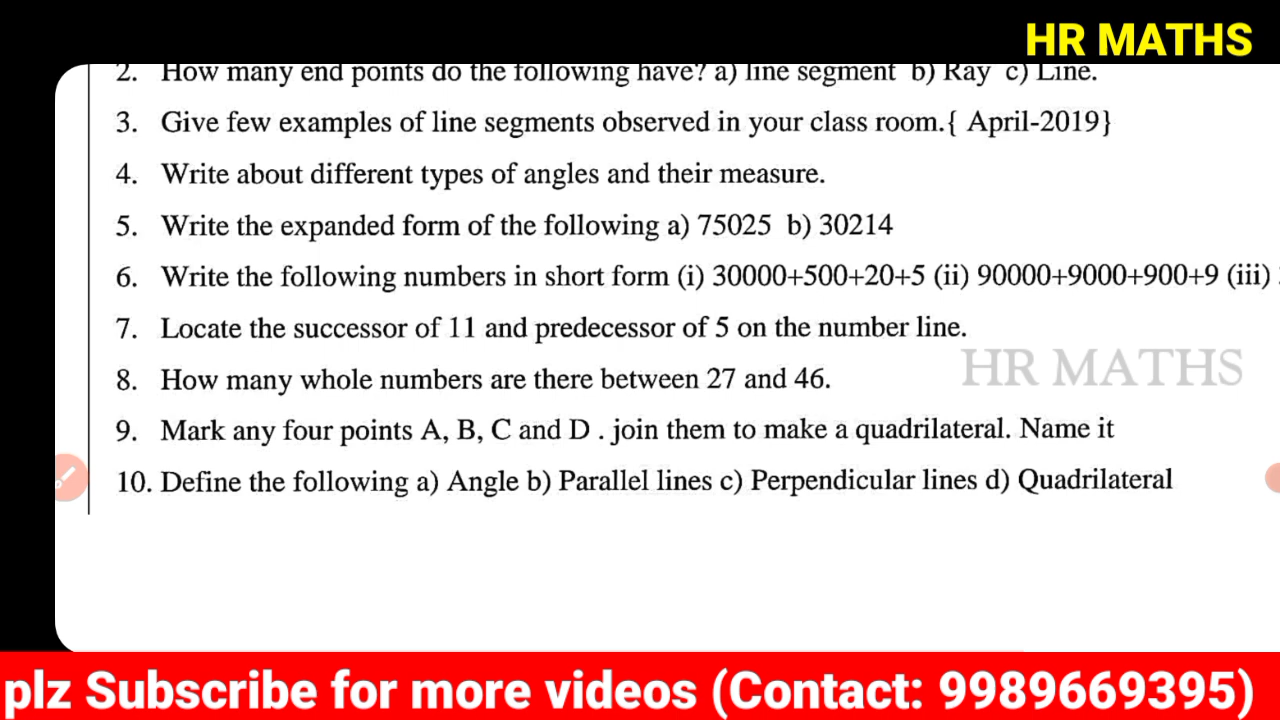 HR MATHS
2. How many end points do the following have? a) line segment b) Ray c) Line.
3. Give few examples of line segments observed in your class room.{ April-2019}
4. Write about different types of angles and their measure.
5. Write the expanded form of the following a) 75025 b) 30214
6. Write the following numbers in short form (i) 30000+500+20+5 (ii) 90000+9000+900+9 (iii)
7. Locate the successor of 11 and predecessor of 5 on the number line.
HR MATHS
8. How many whole numbers are there between 27 and 46.
9. Mark any four points A, B, C and D . join them to make a quadrilateral. Name it
10. Define the following a) Angle b) Parallel lines c) Perpendicular lines d) Quadrilateral
plz Subscribe for more videos (Contact: 9989669395)